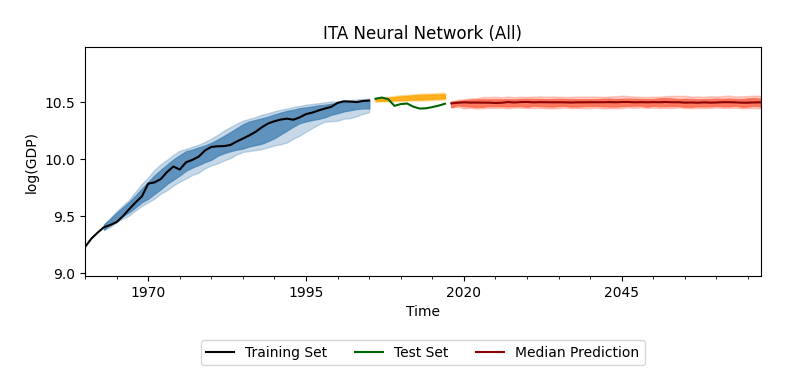 ITA Neural Network (All)
log(GDP)
10.5
10.0
9.5
9.0
1970 1995 2020 2045
Time
Training Set Test Set Median Prediction